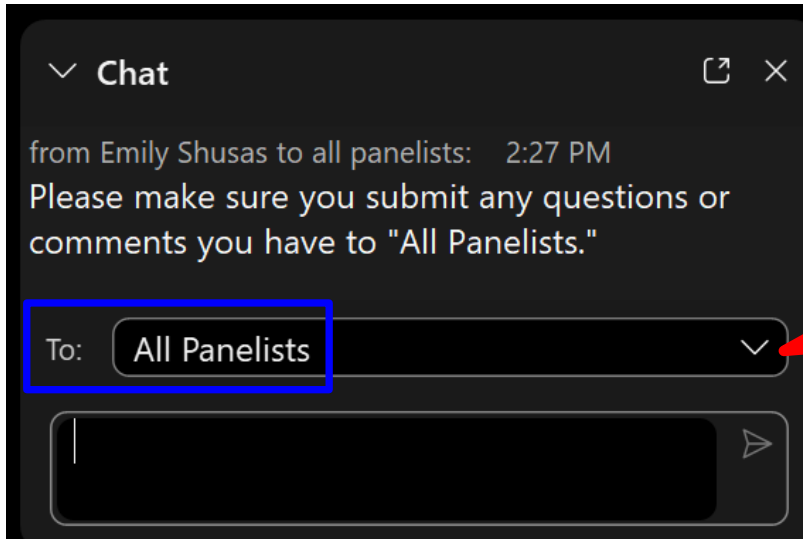 Chat
from Emily Shusas to all panelists: 2:27 PM
Please make sure you submit any questions or
comments you have to "All Panelists."
To: All Panelists